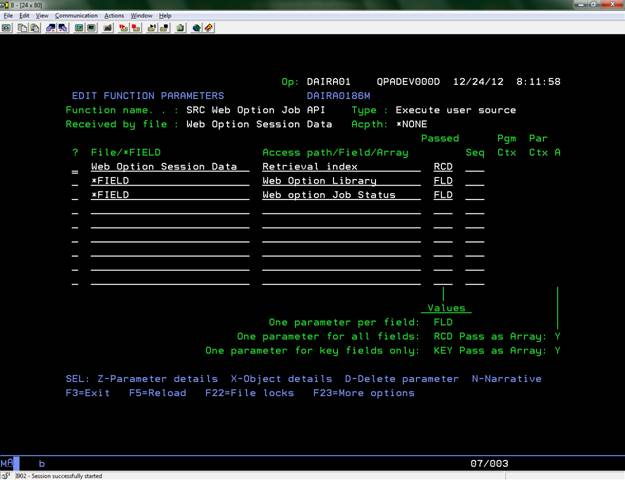 B - [24 x 80]
File Edit View Communication Actions Window Help
Op: DAIRA01 QPADEV000D 12/24/12 8:11:58
EDIT FUNCTION PARAMETERS DAIRA0186M
Function name. . : SRC Web Option Job API Type : Execute user source
Received by file : Web Option Session Data Acpth: *NONE
Passed Pgm Par
? File/*FIELD Access path/Field/Array Seq Ctx Ctx A
Web Option Session Data Retrieval index RCD
*FIELD Web Option Library FLD
*FIELD Web option Job Status FLD
Values
One parameter per field: FLD
One parameter for all fields: RCD Pass as Array: Y
One parameter for key fields only: KEY Pass as Array: Y
SEL: Z-Parameter details X-Object details D-Delete parameter N-Narrative
F3=Exit F5=Reload F22=File locks F23=More options
MA b 07/003
I902 - Session successfully started